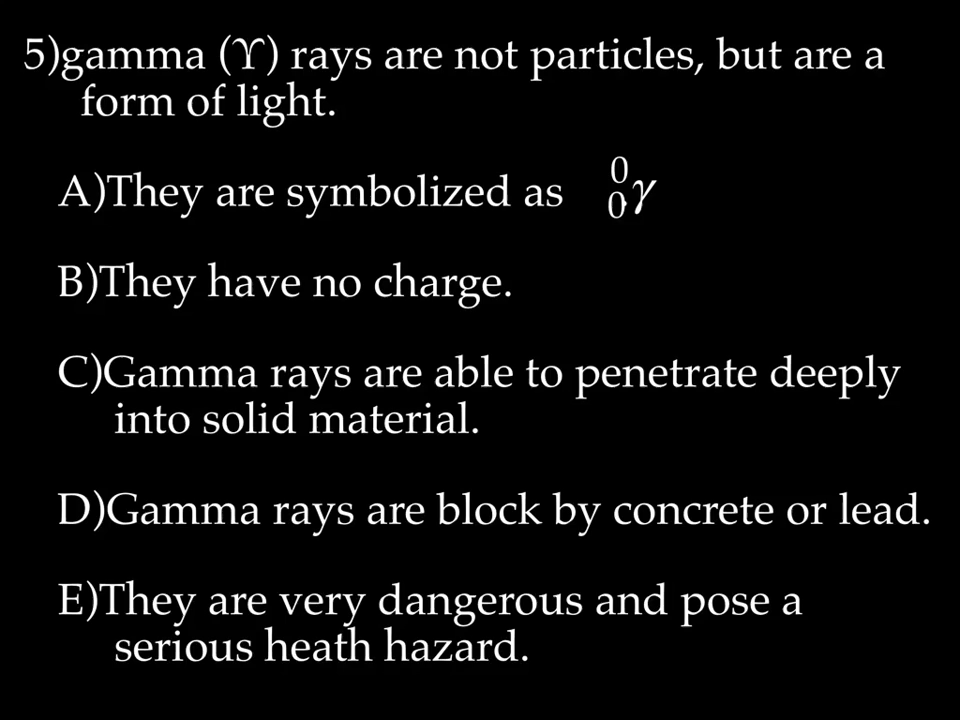 5)gamma (ϒ) rays are not particles, but are a
form of light.
A)They are symbolized as ⁰₀γ
B)They have no charge.
C)Gamma rays are able to penetrate deeply
into solid material.
D)Gamma rays are block by concrete or lead.
E)They are very dangerous and pose a
serious heath hazard.